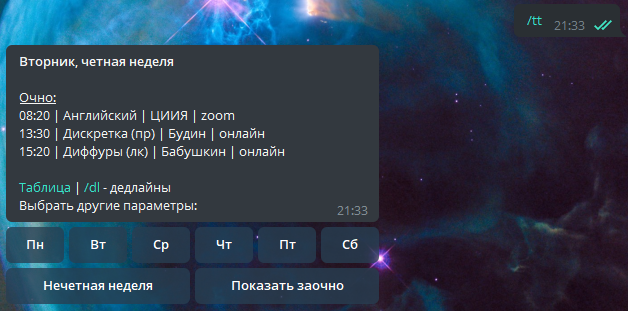 /tt 21:33
Вторник, четная неделя
Очно:
08:20 | Английский | ЦИИЯ | zoom
13:30 | Дискретка (пр) | Будин | онлайн
15:20 | Диффуры (лк) | Бабушкин | онлайн
Таблица | /dl - дедлайны
Выбрать другие параметры:
21:33
Пн Вт Ср Чт Пт Сб
Нечетная неделя Показать заочно